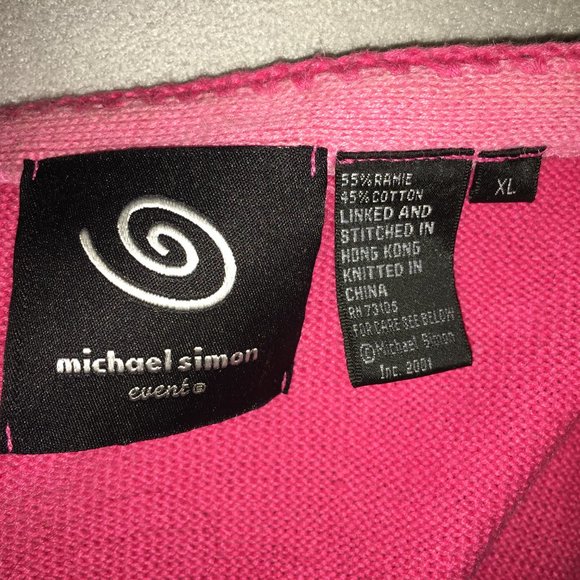 michael simon
event®
55% RAMIE
45% COTTON
LINKED AND
STITCHED IN
HONG KONG
KNITTED IN
CHINA
RN 73105
FOR CARE SEE BELOW
©Michael Simon
Inc. 2001
XL